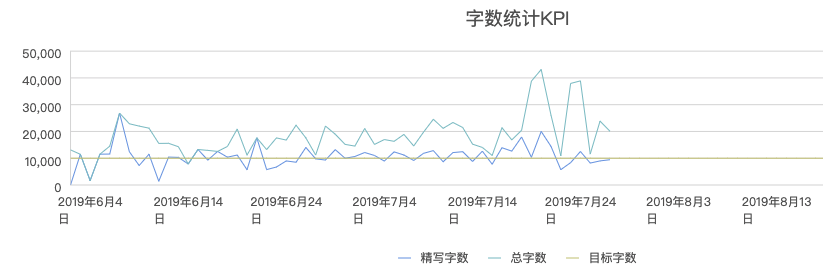 字数统计KPI
50,000
40,000
30,000
20,000
10,000
0
2019年6月4日
2019年6月14日
2019年6月24日
2019年7月4日
2019年7月14日
2019年7月24日
2019年8月3日
2019年8月13日
精写字数 总字数 目标字数